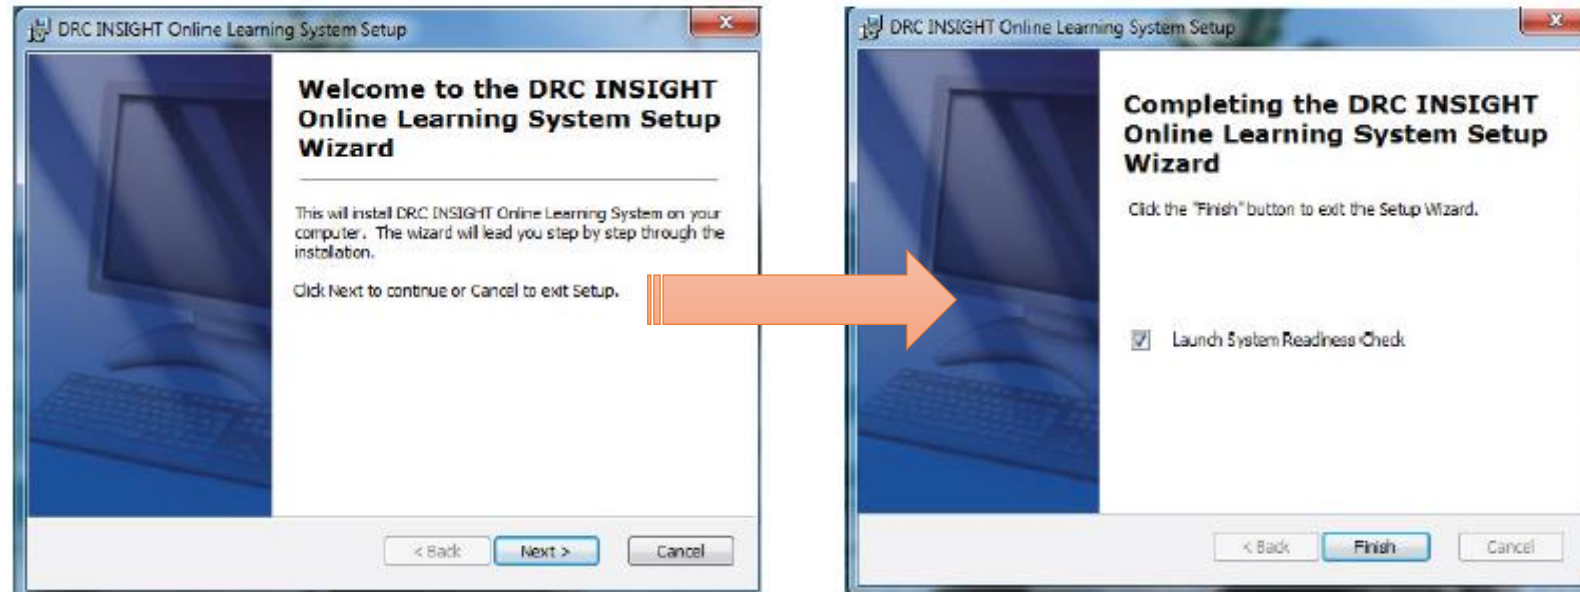 DRC INSIGHT Online Learning System Setup
Welcome to the DRC INSIGHT
Online Learning System Setup
Wizard
This will install DRC INSIGHT Online Learning System on your
computer. The wizard will lead you step by step through the
installation.
Click Next to continue or Cancel to exit Setup.
< Back
Next >
Cancel
DRC INSIGHT Online Learning System Setup
Completing the DRC INSIGHT
Online Learning System Setup
Wizard
Click the "Finish" button to exit the Setup Wizard.
Launch System Readiness Check
< Back
Finish
Cancel